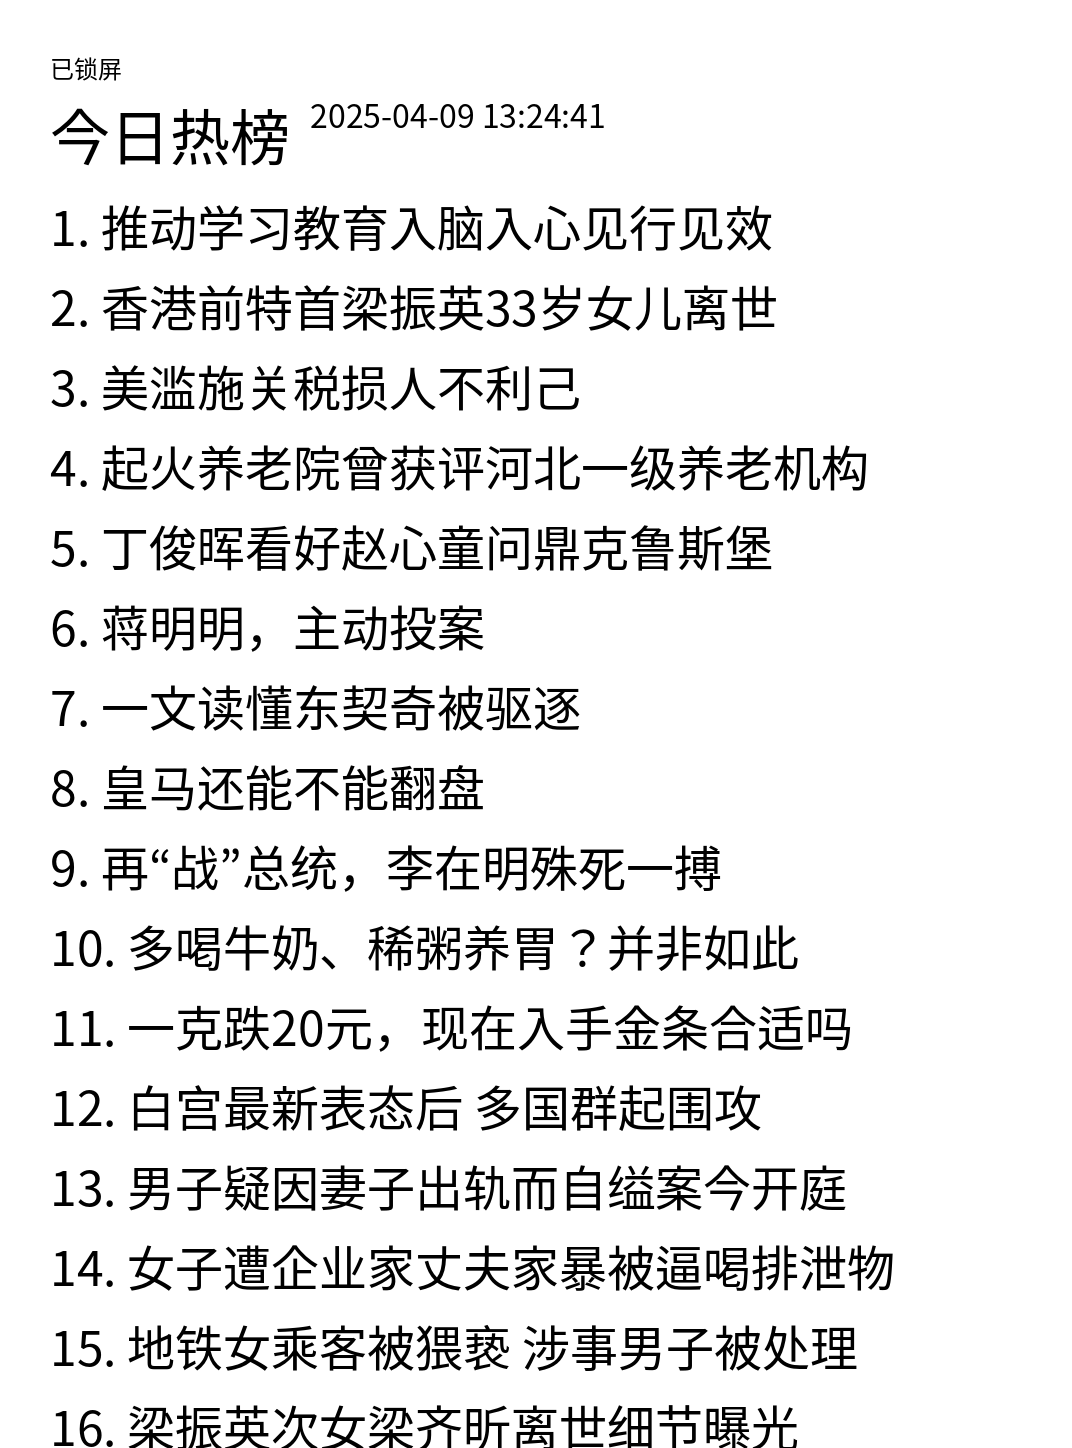 已锁屏
今日热榜 2025-04-09 13:24:41
1. 推动学习教育入脑入心见行见效
2. 香港前特首梁振英33岁女儿离世
3. 美滥施关税损人不利己
4. 起火养老院曾获评河北一级养老机构
5. 丁俊晖看好赵心童问鼎克鲁斯堡
6. 蒋明明，主动投案
7. 一文读懂东契奇被驱逐
8. 皇马还能不能翻盘
9. 再“战”总统，李在明殊死一搏
10. 多喝牛奶、稀粥养胃？并非如此
11. 一克跌20元，现在入手金条合适吗
12. 白宫最新表态后 多国群起围攻
13. 男子疑因妻子出轨而自缢案今开庭
14. 女子遭企业家丈夫家暴被逼喝排泄物
15. 地铁女乘客被猥亵 涉事男子被处理
16. 梁振英次女梁齐昕离世细节曝光